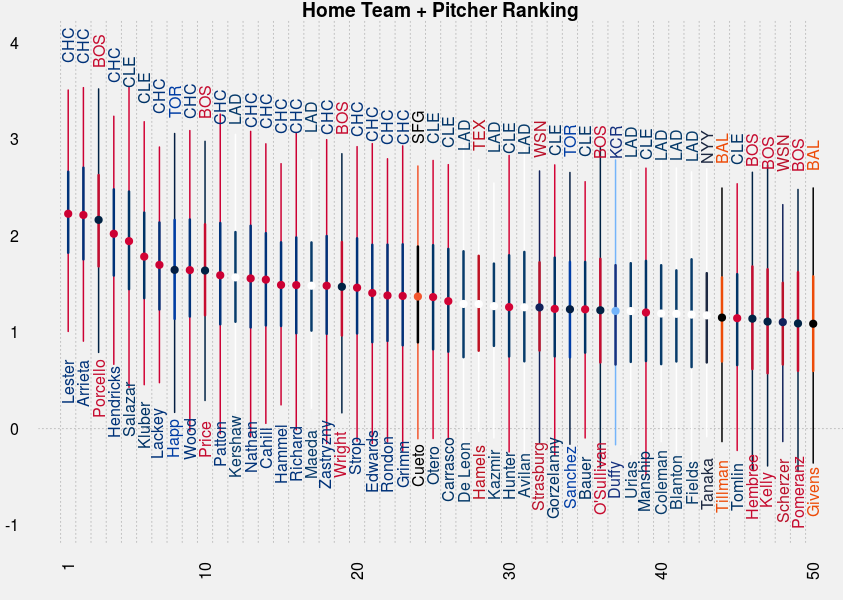 Home Team + Pitcher Ranking
4
3
2
1
0
-1
CHC CHC BOS CHC CLE CLE CHC TOR CHC BOS CHC LAD CHC CHC CHC CHC LAD CHC BOS CHC CHC CHC CHC SFG CLE CLE LAD TEX LAD CLE LAD WSN CLE TOR CLE BOS KCR LAD CLE LAD LAD LAD NYY BAL CLE BOS BOS WSN BOS BAL
Lester Arrieta Porcello Hendricks Salazar Kluber Lackey Happ Wood Price Patton Kershaw Nathan Cahill Hammel Richard Maeda Zastryzny Wright Strop Edwards Rondon Grimm Cueto Otero Carrasco De Leon Hamels Kazmir Hunter Avilan Strasburg Gorzelanny Sanchez Bauer O'Sullivan Duffy Urias Manship Coleman Blanton Fields Tanaka Tillman Tomlin Hembree Kelly Scherzer Pomeranz Givens
1 10 20 30 40 50